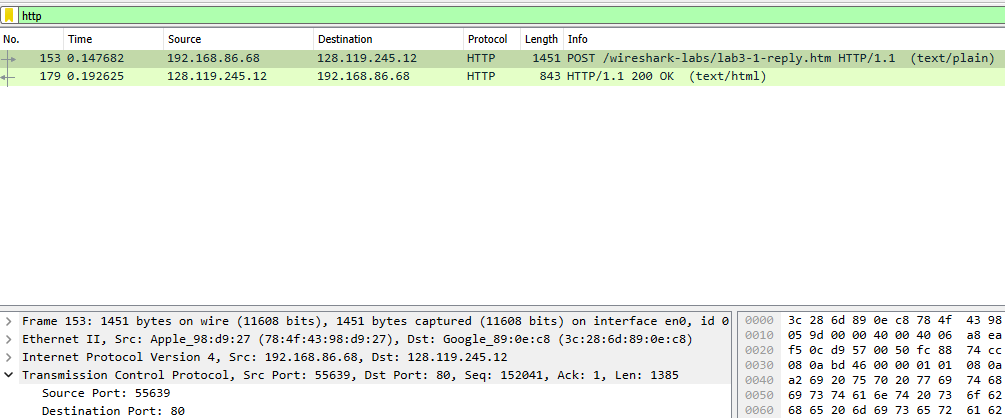 http
No. Time Source Destination Protocol Length Info
153 0.147682 192.168.86.68 128.119.245.12 HTTP 1451 POST /wireshark-labs/lab3-1-reply.htm HTTP/1.1 (text/plain)
179 0.192625 128.119.245.12 192.168.86.68 HTTP 843 HTTP/1.1 200 OK (text/html)
Frame 153: 1451 bytes on wire (11608 bits), 1451 bytes captured (11608 bits) on interface en0, id 0
Ethernet II, Src: Apple_98:d9:27 (78:4f:43:98:d9:27), Dst: Google_89:0e:c8 (3c:28:6d:89:0e:c8)
Internet Protocol Version 4, Src: 192.168.86.68, Dst: 128.119.245.12
Transmission Control Protocol, Src Port: 55639, Dst Port: 80, Seq: 152041, Ack: 1, Len: 1385
Source Port: 55639
Destination Port: 80
0000 3c 28 6d 89 0e c8 78 4f 43 98
0010 05 9d 00 00 40 00 40 06 a8 ea
0020 f5 0c d9 57 00 50 fc 88 74 cc
0030 08 0a bd 46 00 00 01 01 08 0a
0040 a2 69 20 75 70 20 77 69 74 68
0050 69 73 74 61 6e 74 20 73 6f 62
0060 68 65 20 6d 69 73 65 72 61 62